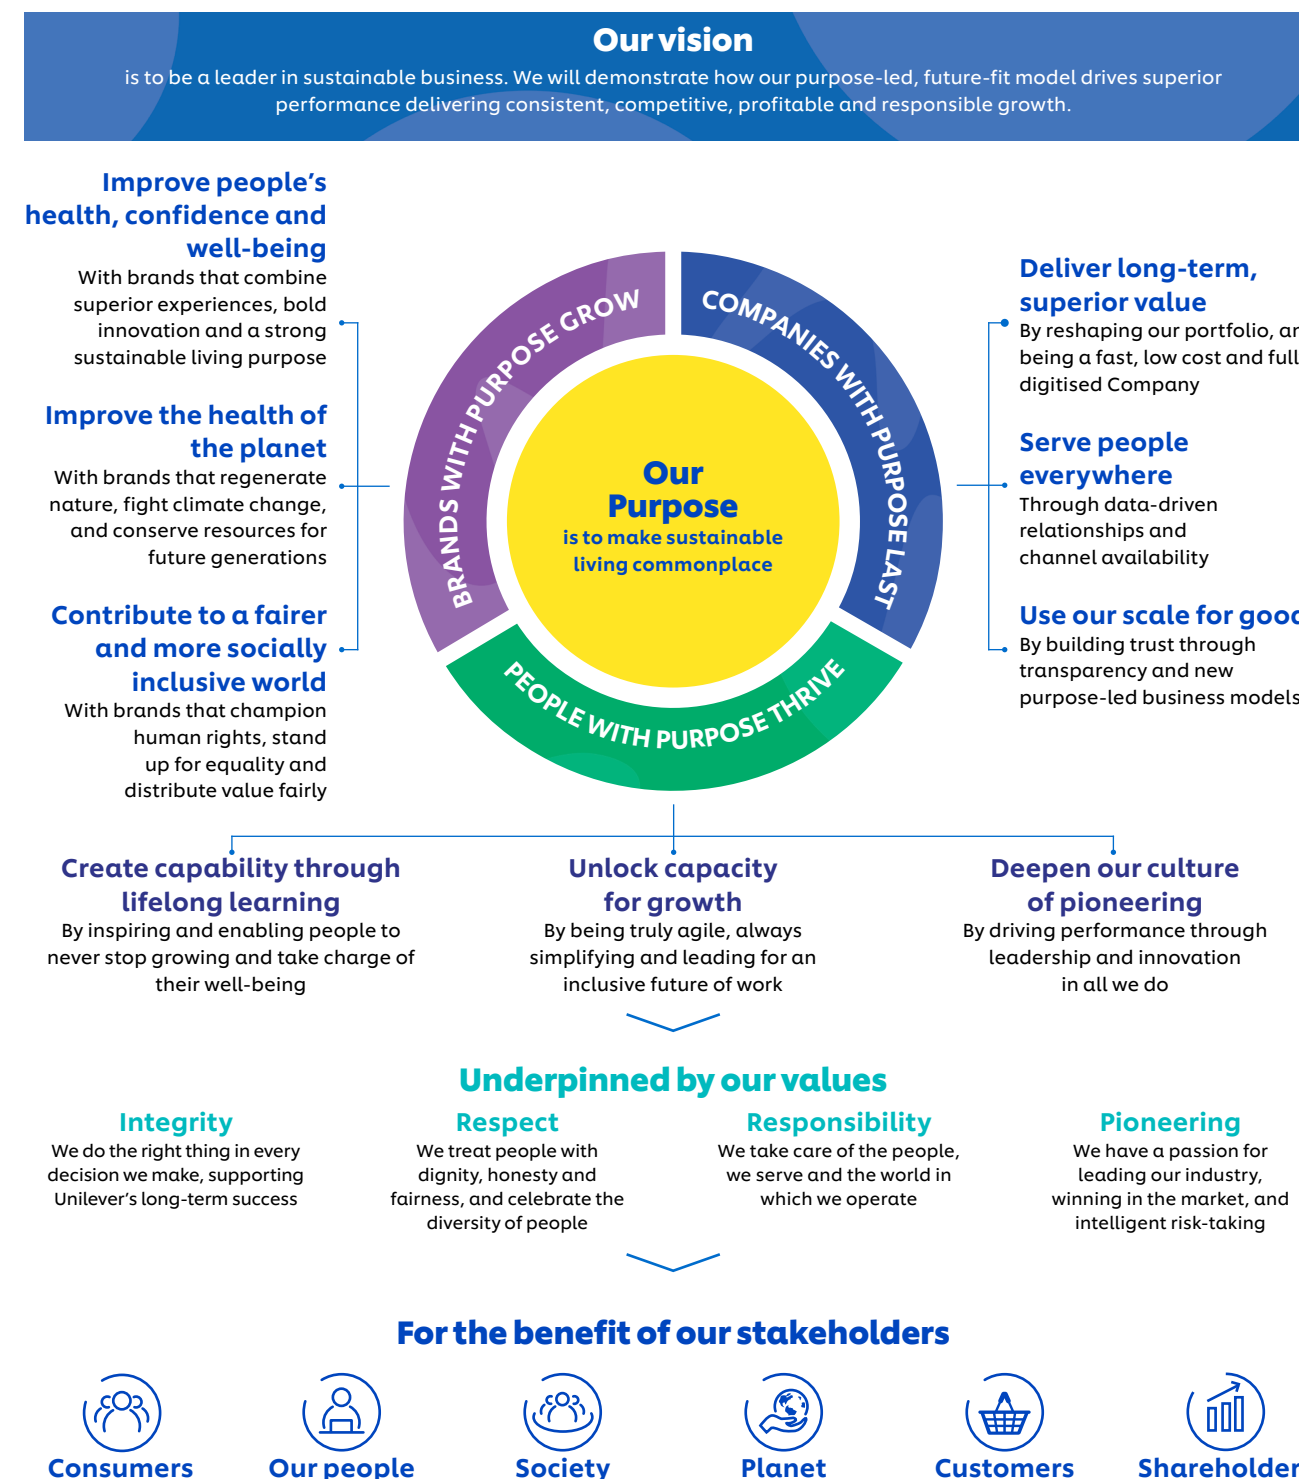 Our vision
is to be a leader in sustainable business. We will demonstrate how our purpose-led, future-fit model drives superior
performance delivering consistent, competitive, profitable and responsible growth.
Improve people's
health, confidence and
well-being
With brands that combine
superior experiences, bold
innovation and a strong
sustainable living purpose
Improve the health of
the planet
With brands that regenerate
nature, fight climate change,
and conserve resources for
future generations
Contribute to a fairer
and more socially
inclusive world
With brands that champion
human rights, stand
up for equality and
distribute value fairly
BRANDS WITH PURPOSE GROW
COMPANIES WITH PURPOSE LAST
PEOPLE WITH PURPOSE THRIVE
Our
Purpose
is to make sustainable
living commonplace
Deliver long-term,
superior value
By reshaping our portfolio,
being a fast, low cost and
digitised Company
Serve people
everywhere
Through data-driven
relationships and
channel availability
Use our scale for
By building trust through
transparency and new
purpose-led business models
Create capability through
lifelong learning
By inspiring and enabling people to
never stop growing and take charge of
their well-being
Unlock capacity
for growth
By being truly agile, always
simplifying and leading for an
inclusive future of work
Deepen our culture
of pioneering
By driving performance through
leadership and innovation
in all we do
Underpinned by our values
Integrity
We do the right thing in every
decision we make, supporting
Unilever's long-term success
Respect
We treat people with
dignity, honesty and
fairness, and celebrate the
diversity of people
Responsibility
We take care of the people,
we serve and the world in
which we operate
Pioneering
We have a passion for
leading our industry,
winning in the market, and
intelligent risk-taking
For the benefit of our stakeholders
Consumers
Our people
Society
Planet
Customers